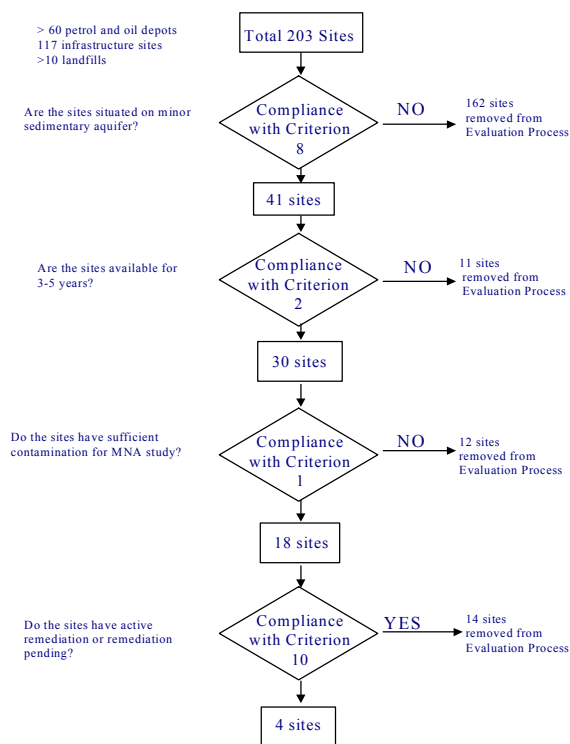 > 60 petrol and oil depots
117 infrastructure sites
>10 landfills
Total 203 Sites
Are the sites situated on minor
sedimentary aquifer?
Compliance
with Criterion
8
NO
162 sites
removed from
Evaluation Process
41 sites
Are the sites available for
3-5 years?
Compliance
with Criterion
2
NO
11 sites
removed from
Evaluation Process
30 sites
Do the sites have sufficient
contamination for MNA study?
Compliance
with Criterion
1
NO
12 sites
removed from
Evaluation Process
18 sites
Do the sites have active
remediation or remediation
pending?
Compliance
with Criterion
10
YES
14 sites
removed from
Evaluation Process
4 sites